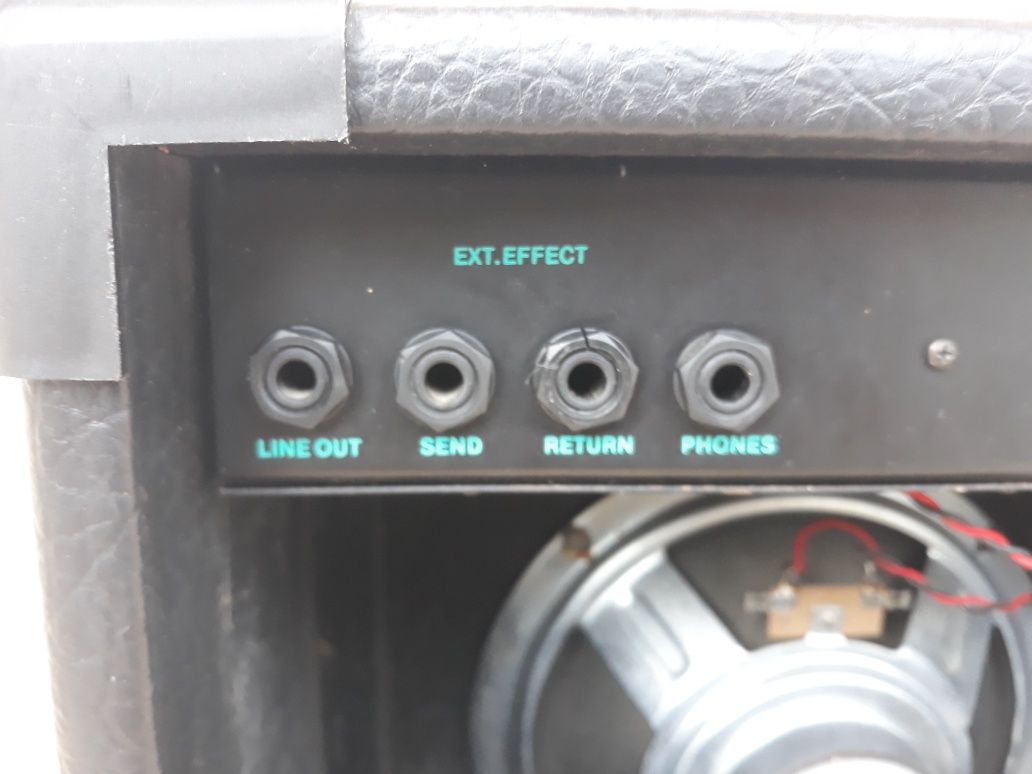 EXT.EFFECT
LINE OUT SEND RETURN PHONES